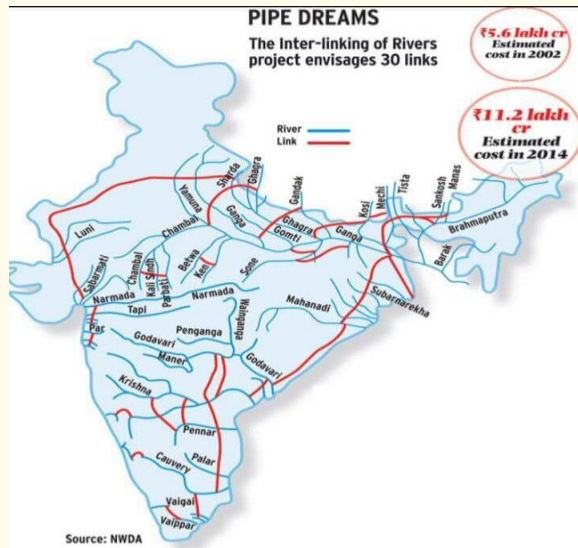 PIPE DREAMS
The Inter-linking of Rivers
project envisages 30 links
₹5.6 lakh cr
Estimated
cost in 2002
₹11.2 lakh
cr
Estimated
cost in 2014
River
Link
Sharda
Ghagra
Gandak
Kosi
Mechi
Tista
Sankosh
Manas
Yamuna
Ganga
Ghagra
Gomti
Ganga
Brahmaputra
Barak
Luni
Chambal
Sabarmati
Chambal
Kali Sindh
Parbati
Betwa
Ken
Sone
Narmada
Narmada
Tapi
Wainganga
Mahanadi
Subarnarekha
Par
Godavari
Penganga
Maner
Godavari
Krishna
Pennar
Palar
Cauvery
Vaigai
Vaippar
Source: NWDA